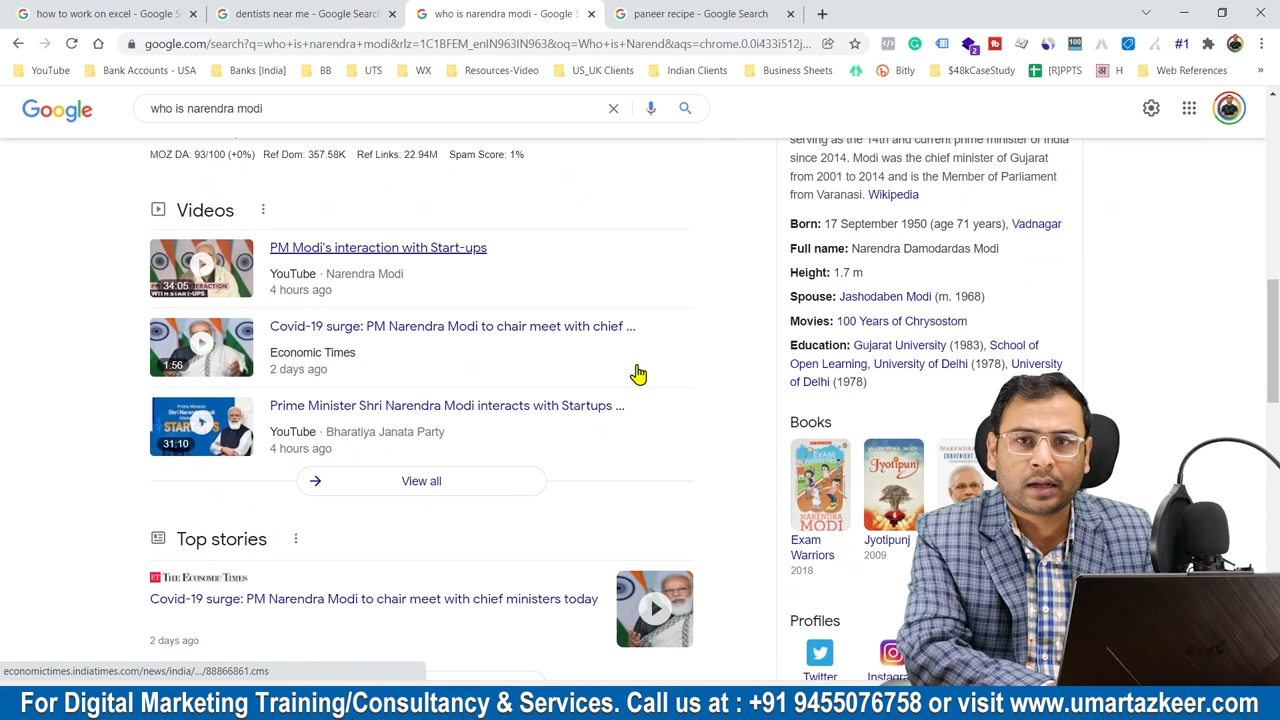 how to work on excel - Google S
dentists near me - Google Search
who is narendra modi - Google S
paneer recipe - Google Search
google.com/search?q=who+is+narendra+modi&rlz=1C1BFEM_enIN963IN963&oq=Who+is+Narend&aqs=chrome.0.0i433i512j...
100
#1
2
YouTube
Bank Accounts - USA
Banks [India]
BP
UTS
WX
Resources-Video
US_UK Clients
Indian Clients
Business Sheets
Bitly
$48kCaseStudy
[R]PPTS
अ H
Web References
»
Google
who is narendra modi
MOZ DA: 93/100 (+0%) Ref Dom: 357.58K Ref Links: 22.94M Spam Score: 1%
Videos
PM Modi's interaction with Start-ups
YouTube · Narendra Modi
4 hours ago
34:05
Covid-19 surge: PM Narendra Modi to chair meet with chief ...
Economic Times
2 days ago
1:56
Prime Minister Shri Narendra Modi interacts with Startups ...
YouTube · Bharatiya Janata Party
4 hours ago
31:10
View all
Top stories
ET THE ECONOMIC TIMES
Covid-19 surge: PM Narendra Modi to chair meet with chief ministers today
2 days ago
economictimes.indiatimes.com/news/india/.../88866861.cms
serving as the 14th and current prime minister of India
since 2014. Modi was the chief minister of Gujarat
from 2001 to 2014 and is the Member of Parliament
from Varanasi. Wikipedia
Born: 17 September 1950 (age 71 years), Vadnagar
Full name: Narendra Damodardas Modi
Height: 1.7 m
Spouse: Jashodaben Modi (m. 1968)
Movies: 100 Years of Chrysostom
Education: Gujarat University (1983), School of
Open Learning, University of Delhi (1978), University
of Delhi (1978)
Books
EXAM WARRIORS
NARENDRA MODI
Jyotipunj
Exam
Warriors
2018
Jyotipunj
2009
Profiles
Twitter
Instagra
For Digital Marketing Training/Consultancy & Services. Call us at : +91 9455076758 or visit www.umartazkeer.com